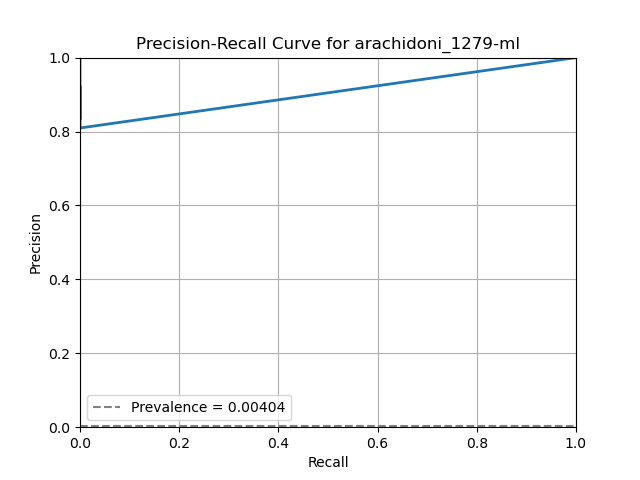 Precision-Recall Curve for arachidoni_1279-ml
1.0
0.8
0.6
0.4
0.2
0.0
Precision
Prevalence = 0.00404
0.0 0.2 0.4 0.6 0.8 1.0
Recall